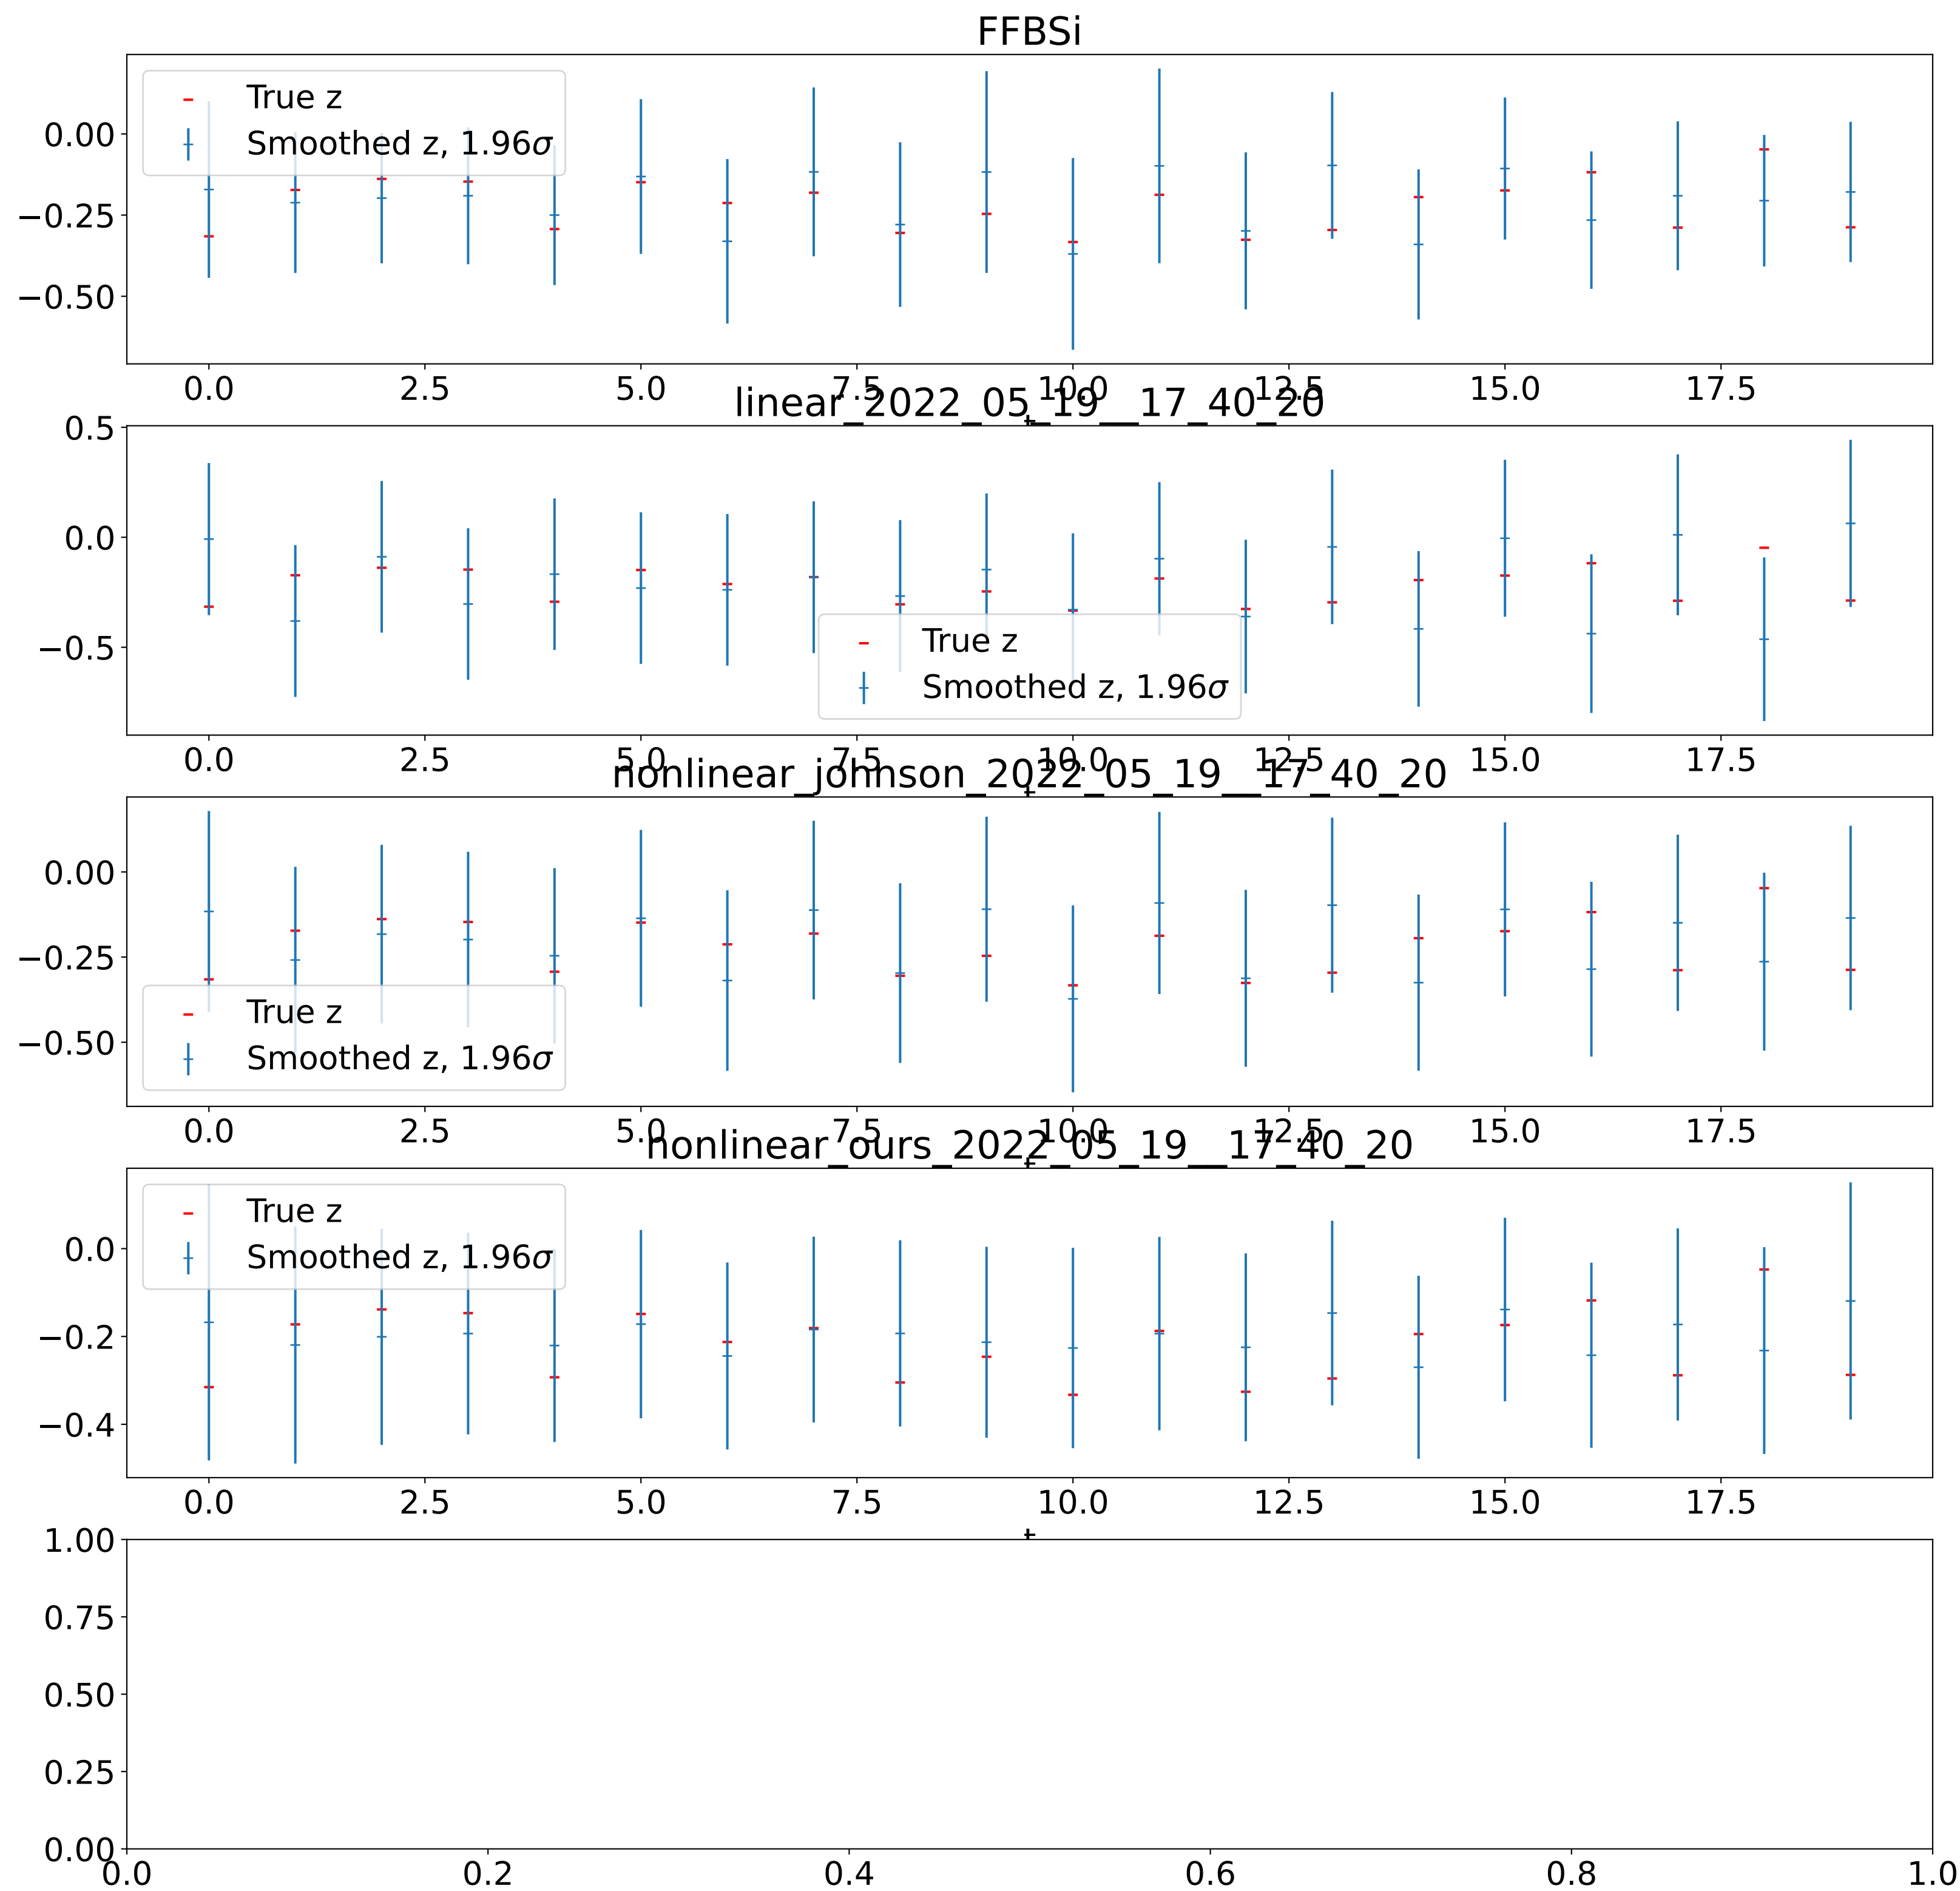 FFBSi
True z
Smoothed z, 1.96σ
0.00
−0.25
−0.50
0.0 2.5 5.0 7.5 10.0 12.5 15.0 17.5
linear_2022_05_19__17_40_20
0.5
0.0
−0.5
True z
Smoothed z, 1.96σ
0.0 2.5 5.0 7.5 10.0 12.5 15.0 17.5
nonlinear_johnson_2022_05_19__17_40_20
0.00
−0.25
−0.50
True z
Smoothed z, 1.96σ
0.0 2.5 5.0 7.5 10.0 12.5 15.0 17.5
nonlinear_ours_2022_05_19__17_40_20
True z
Smoothed z, 1.96σ
0.0
−0.2
−0.4
0.0 2.5 5.0 7.5 10.0 12.5 15.0 17.5
1.00
0.75
0.50
0.25
0.00
0.0 0.2 0.4 0.6 0.8 1.0